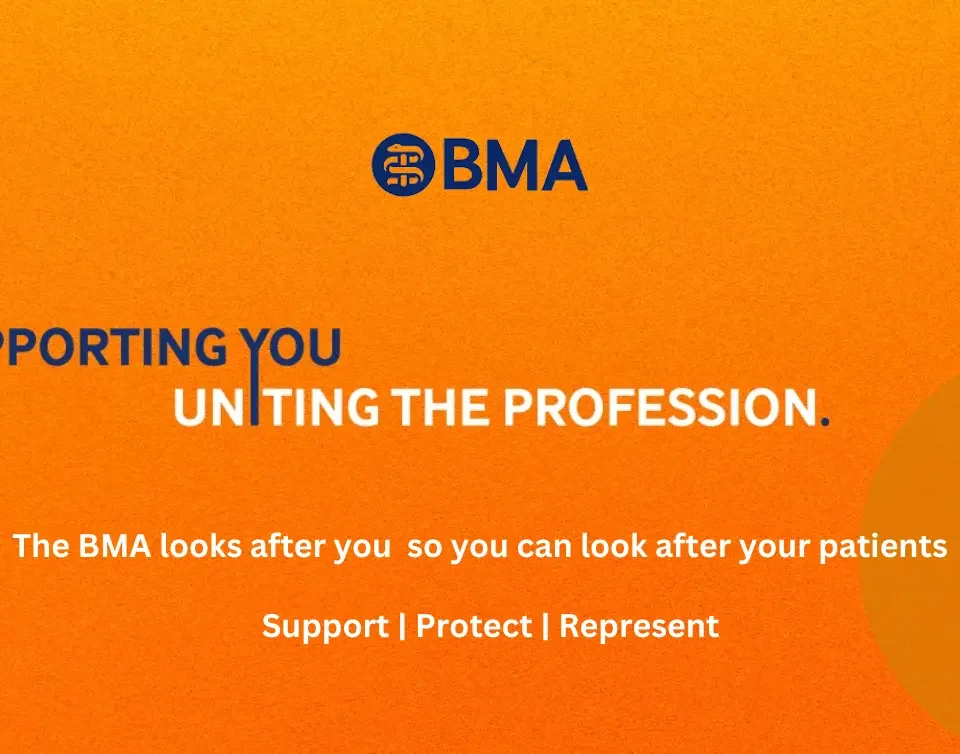 BMA
PPORTING YOU
UNITING THE PROFESSION.
The BMA looks after you  so you can look after your patients
Support | Protect | Represent